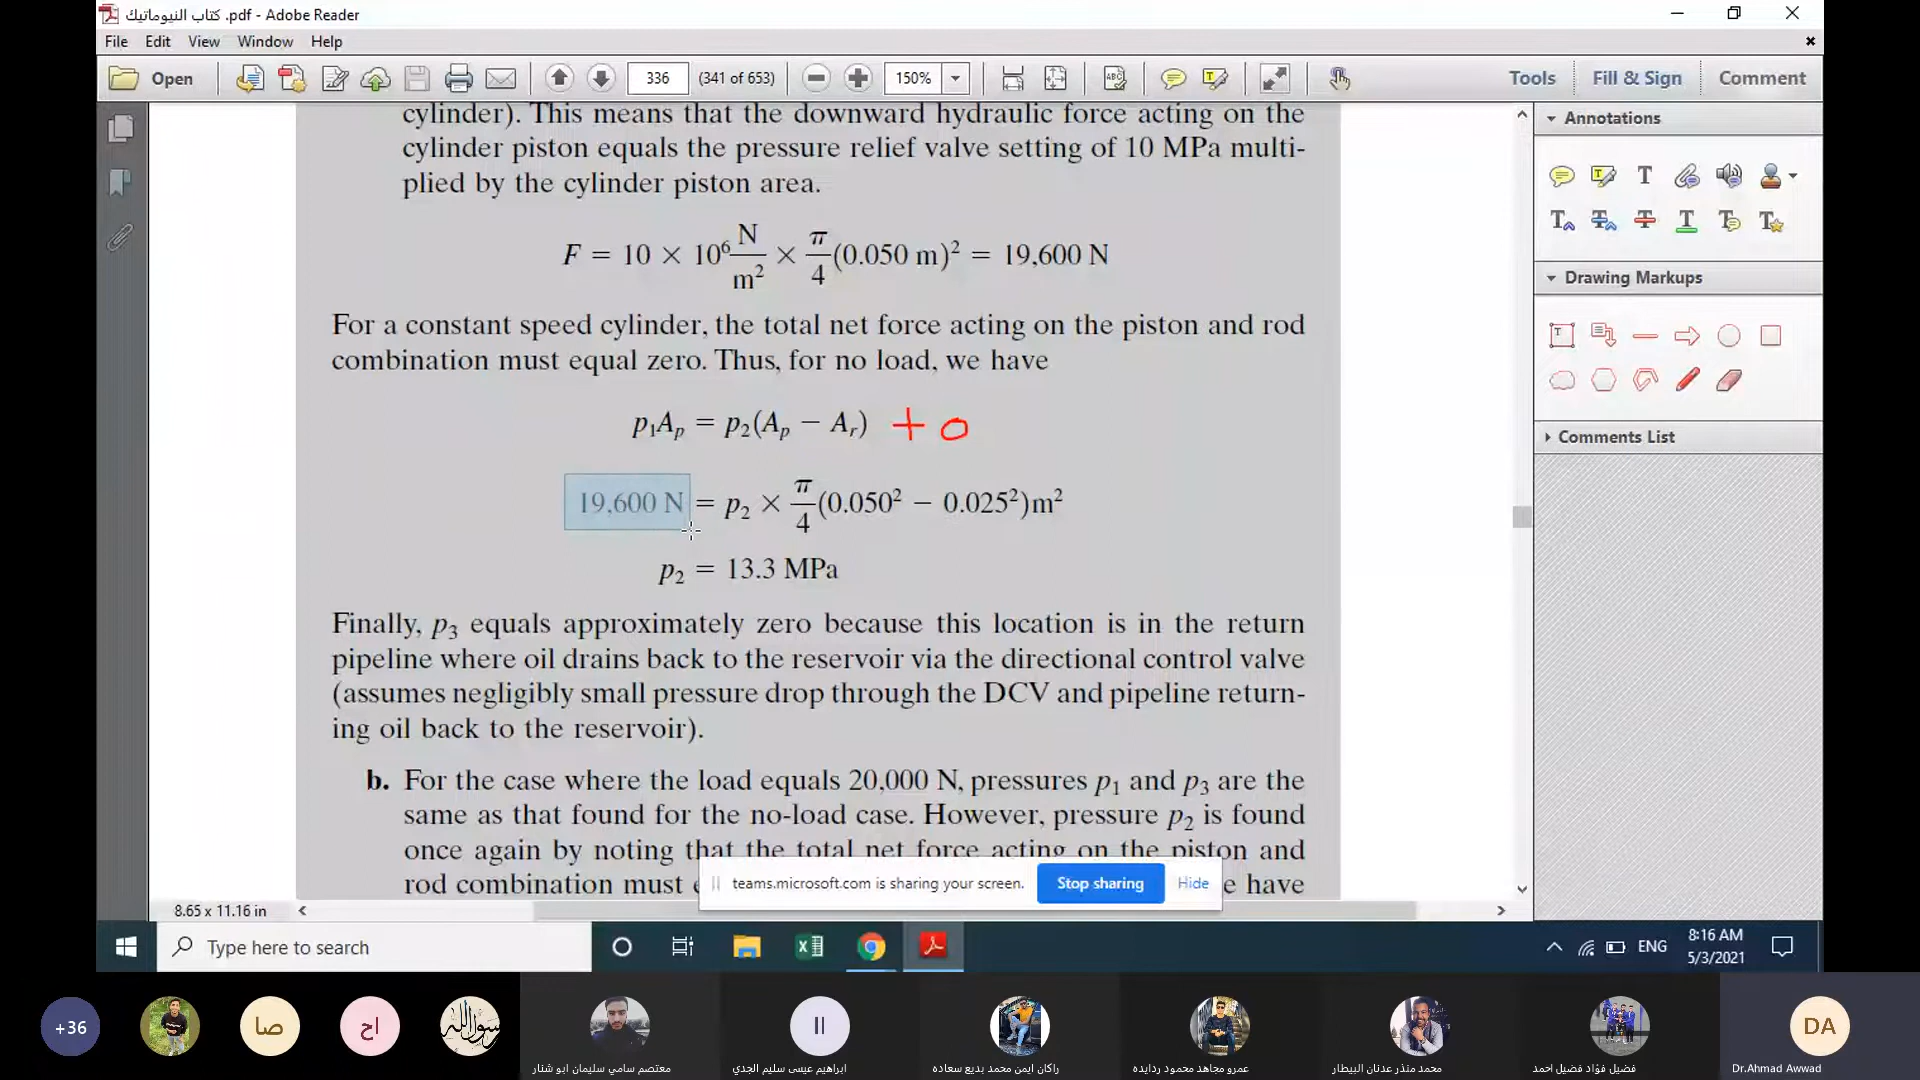 كتاب النيوماتيك .pdf - Adobe Reader
File Edit View Window Help
Open 336 (341 of 653) 150% Tools Fill & Sign Comment
cylinder). This means that the downward hydraulic force acting on the
cylinder piston equals the pressure relief valve setting of 10 MPa multi-
plied by the cylinder piston area.
F = 10 × 10⁶ N/m² × π/4 (0.050 m)² = 19,600 N
For a constant speed cylinder, the total net force acting on the piston and rod
combination must equal zero. Thus, for no load, we have
p₁Aₚ = p₂(Aₚ − Aᵣ) + 0
19,600 N = p₂ × π/4 (0.050² − 0.025²)m²
p₂ = 13.3 MPa
Finally, p₃ equals approximately zero because this location is in the return
pipeline where oil drains back to the reservoir via the directional control valve
(assumes negligibly small pressure drop through the DCV and pipeline return-
ing oil back to the reservoir).
b. For the case where the load equals 20,000 N, pressures p₁ and p₃ are the
same as that found for the no-load case. However, pressure p₂ is found
once again by noting that the total net force acting on the piston and
rod combination must e have
Annotations
Drawing Markups
Comments List
teams.microsoft.com is sharing your screen. Stop sharing Hide
8.65 x 11.16 in
Type here to search
ENG
8:16 AM
5/3/2021
+36
صا
اح
DA
معتصم سامي سليمان ابو شنار
ابراهيم عيسى سليم الجدي
راكان ايمن محمد بديع سعاده
عمرو مجاهد محمود ردايده
محمد منذر عدنان البيطار
فضيل فؤاد فضيل احمد
Dr.Ahmad Awwad